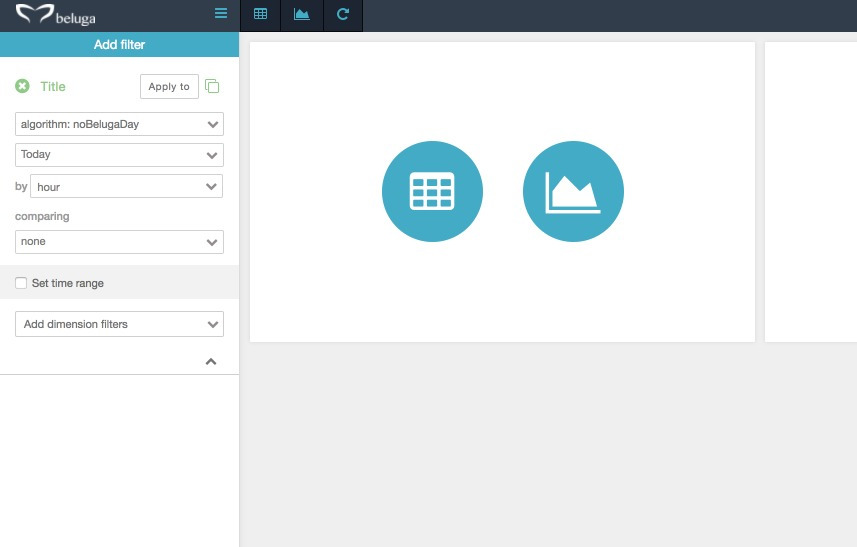 beluga
Add filter
Title
Apply to
algorithm: noBelugaDay
Today
by hour
comparing
none
Set time range
Add dimension filters